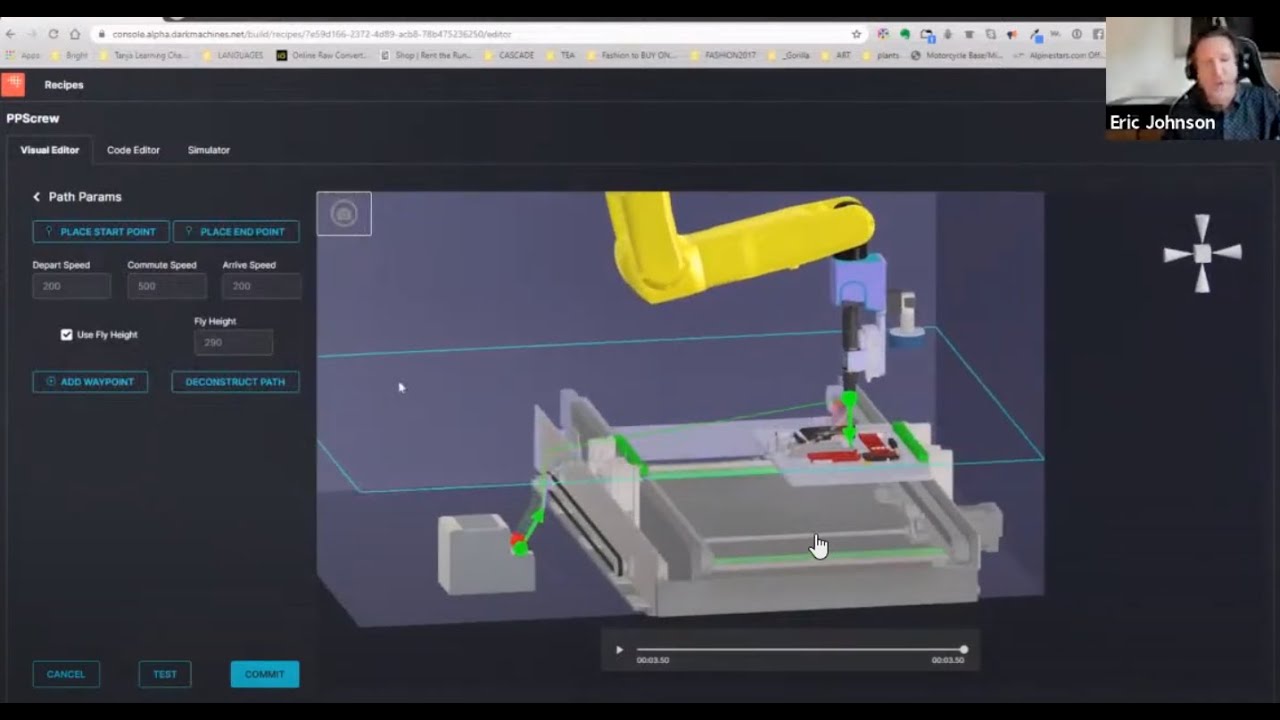 console.alpha.darkmachines.net/build/recipes/7e59d166-2372-4d89-acb8-78b475236250/editor
Apps Bright Tanja Learning Cha... LANGUAGES Online Raw Convert... Shop | Rent the Run... CASCADE TEA Fashion to BUY ON... FASHION2017 _Gorilla ART plants Motorcycle Base/Mi... Alpinestars.com Off...
Recipes
PPScrew
Eric Johnson
Visual Editor Code Editor Simulator
Path Params
PLACE START POINT PLACE END POINT
Depart Speed Commute Speed Arrive Speed
200 500 200
Use Fly Height Fly Height
290
ADD WAYPOINT DECONSTRUCT PATH
00:03.50 00:03.50
CANCEL TEST COMMIT